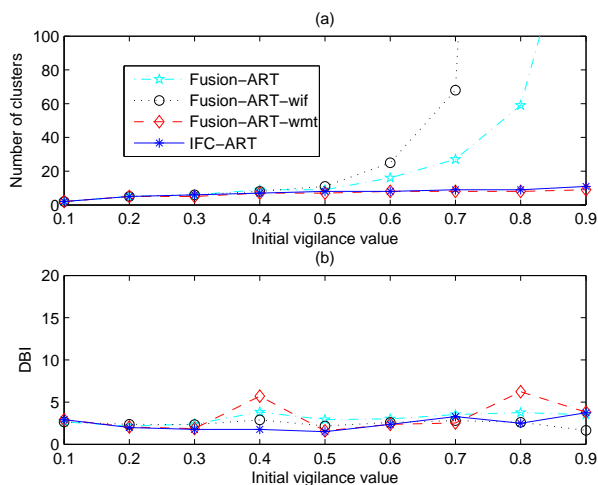 (a)
100
80
60
40
20
0
Number of clusters
Fusion−ART
Fusion−ART−wif
Fusion−ART−wmt
IFC−ART
0.1 0.2 0.3 0.4 0.5 0.6 0.7 0.8 0.9
Initial vigilance value
(b)
20
15
10
5
0
DBI
0.1 0.2 0.3 0.4 0.5 0.6 0.7 0.8 0.9
Initial vigilance value